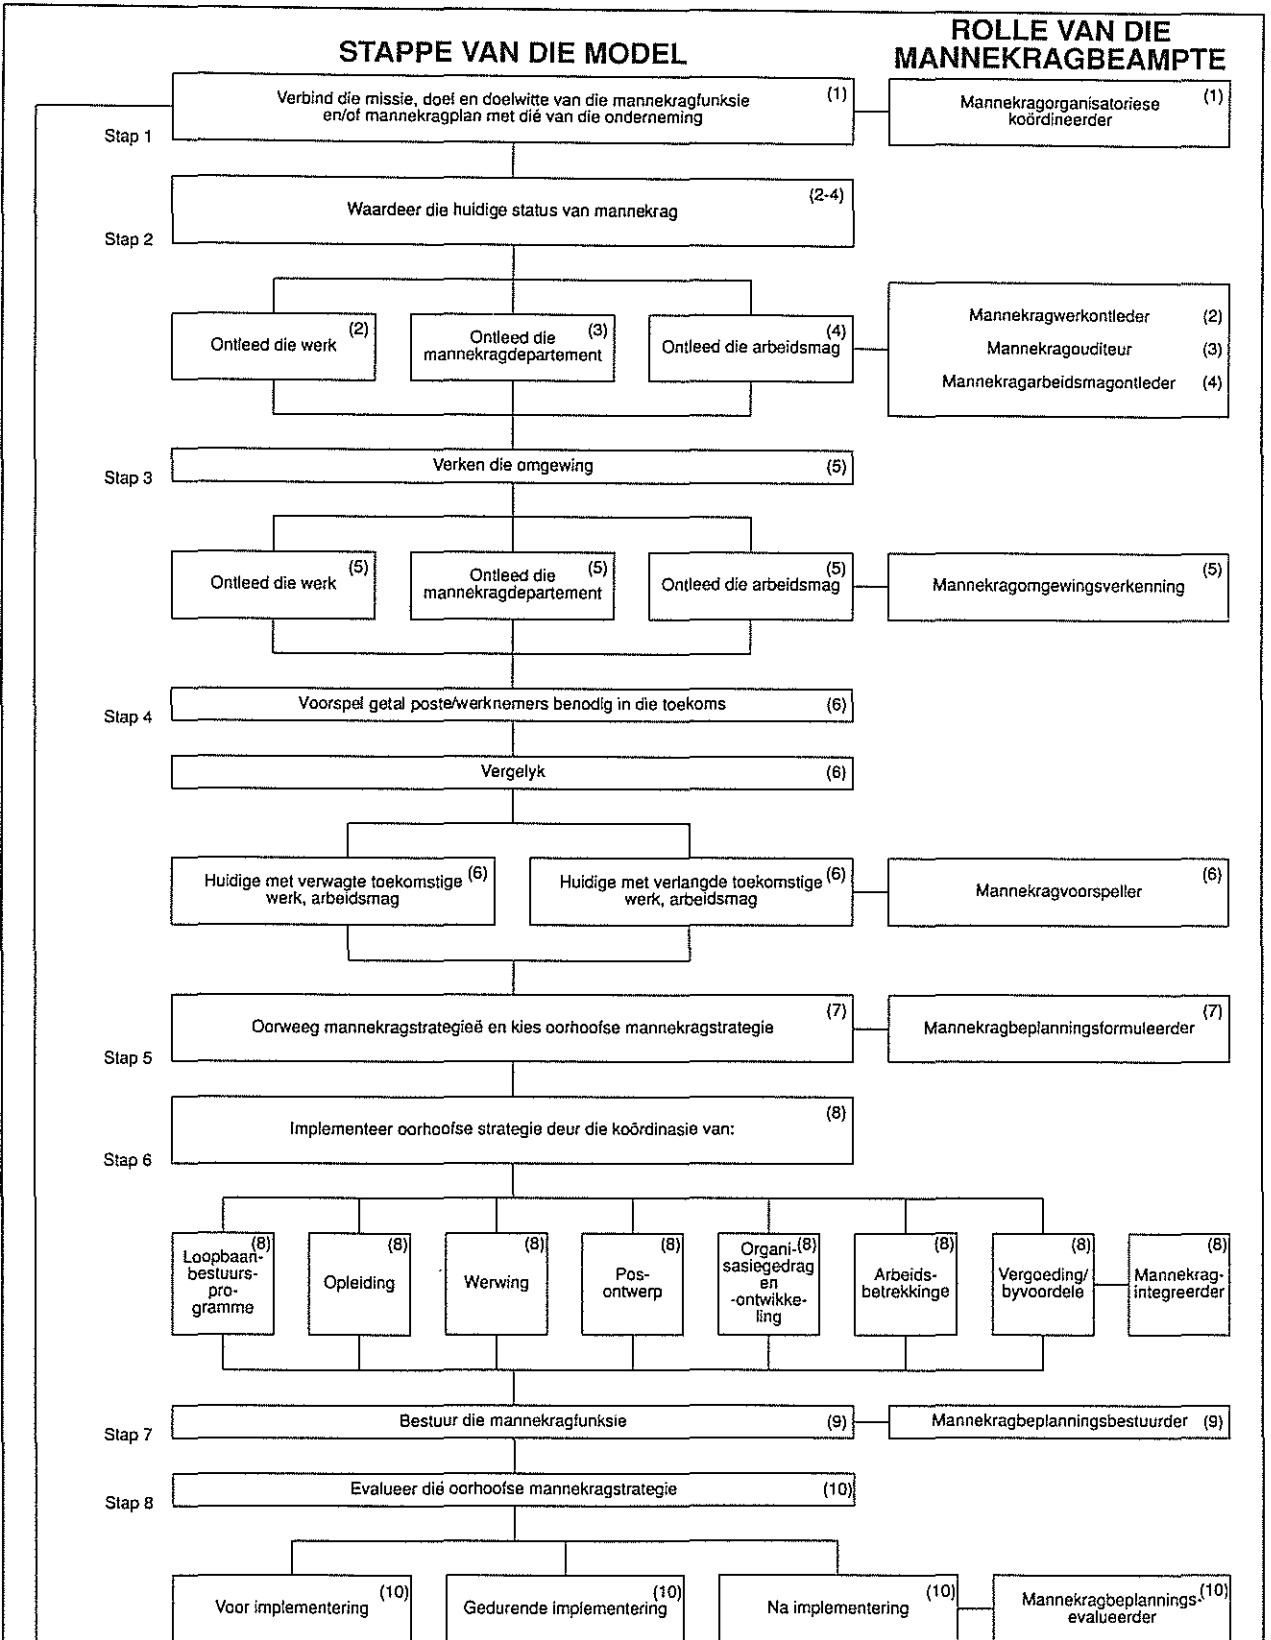 STAPPE VAN DIE MODEL
ROLLE VAN DIE
MANNEKRAGBEAMPTE
Verbind die missie, doel en doelwitte van die mannekragfunksie (1)
en/of mannekragplan met dié van die onderneming
Mannekragorganisatoriese (1)
koördineerder
Stap 1
Waardeer die huidige status van mannekrag (2-4)
Stap 2
Ontleed die werk (2)
Ontleed die (3)
mannekragdepartement
Ontleed die arbeidsmag (4)
Mannekragwerkontleder (2)
Mannekragouditeur (3)
Mannekragarbeidsmagontleder (4)
Verken die omgewing (5)
Stap 3
Ontleed die werk (5)
Ontleed die (5)
mannekragdepartement
Ontleed die arbeidsmag (5)
Mannekragomgewingsverkenning (5)
Voorspel getal poste/werknemers benodig in die toekoms (6)
Stap 4
Vergelyk (6)
Huidige met verwagte toekomstige (6)
werk, arbeidsmag
Huidige met verlangde toekomstige (6)
werk, arbeidsmag
Mannekragvoorspeller (6)
Oorweeg mannekragstrategieë en kies oorhoofse mannekragstrategie (7)
Mannekragbeplanningsformuleerder (7)
Stap 5
Implementeer oorhoofse strategie deur die koördinasie van: (8)
Stap 6
Loopbaan- (8)
bestuurs-
pro-
gramme
Opleiding (8)
Werwing (8)
Pos- (8)
ontwerp
Organi- (8)
sasiegedrag
en
-ontwikke-
ling
Arbeids- (8)
betrekkinge
Vergoeding/ (8)
byvoordele
Mannekrag- (8)
integreerder
Bestuur die mannekragfunksie (9)
Mannekragbeplanningsbestuurder (9)
Stap 7
Evalueer dié oorhoofse mannekragstrategie (10)
Stap 8
Voor implementering (10)
Gedurende implementering (10)
Na implementering (10)
Mannekragbeplannings- (10)
evalueerder